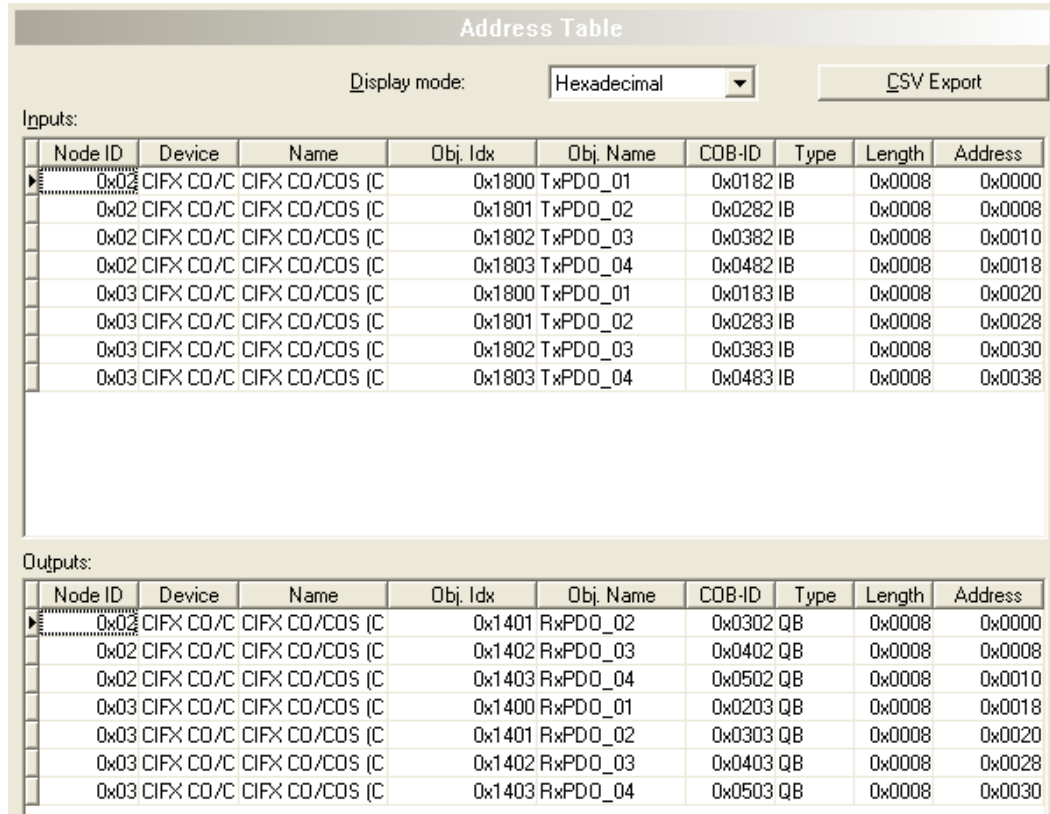 Address Table
Display mode: Hexadecimal CSV Export
Inputs:
Node ID Device Name Obj. Idx Obj. Name COB-ID Type Length Address
0x02 CIFX CO/C CIFX CO/COS (C 0x1800 TxPDO_01 0x0182 IB 0x0008 0x0000
0x02 CIFX CO/C CIFX CO/COS (C 0x1801 TxPDO_02 0x0282 IB 0x0008 0x0008
0x02 CIFX CO/C CIFX CO/COS (C 0x1802 TxPDO_03 0x0382 IB 0x0008 0x0010
0x02 CIFX CO/C CIFX CO/COS (C 0x1803 TxPDO_04 0x0482 IB 0x0008 0x0018
0x03 CIFX CO/C CIFX CO/COS (C 0x1800 TxPDO_01 0x0183 IB 0x0008 0x0020
0x03 CIFX CO/C CIFX CO/COS (C 0x1801 TxPDO_02 0x0283 IB 0x0008 0x0028
0x03 CIFX CO/C CIFX CO/COS (C 0x1802 TxPDO_03 0x0383 IB 0x0008 0x0030
0x03 CIFX CO/C CIFX CO/COS (C 0x1803 TxPDO_04 0x0483 IB 0x0008 0x0038
Outputs:
Node ID Device Name Obj. Idx Obj. Name COB-ID Type Length Address
0x02 CIFX CO/C CIFX CO/COS (C 0x1401 RxPDO_02 0x0302 QB 0x0008 0x0000
0x02 CIFX CO/C CIFX CO/COS (C 0x1402 RxPDO_03 0x0402 QB 0x0008 0x0008
0x02 CIFX CO/C CIFX CO/COS (C 0x1403 RxPDO_04 0x0502 QB 0x0008 0x0010
0x03 CIFX CO/C CIFX CO/COS (C 0x1400 RxPDO_01 0x0203 QB 0x0008 0x0018
0x03 CIFX CO/C CIFX CO/COS (C 0x1401 RxPDO_02 0x0303 QB 0x0008 0x0020
0x03 CIFX CO/C CIFX CO/COS (C 0x1402 RxPDO_03 0x0403 QB 0x0008 0x0028
0x03 CIFX CO/C CIFX CO/COS (C 0x1403 RxPDO_04 0x0503 QB 0x0008 0x0030